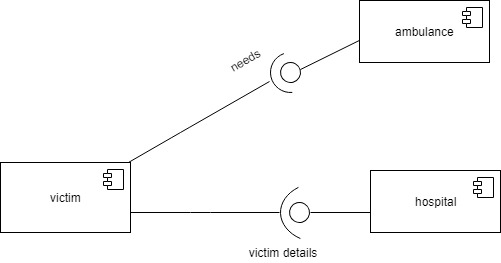 ambulance
needs
victim
hospital
victim details